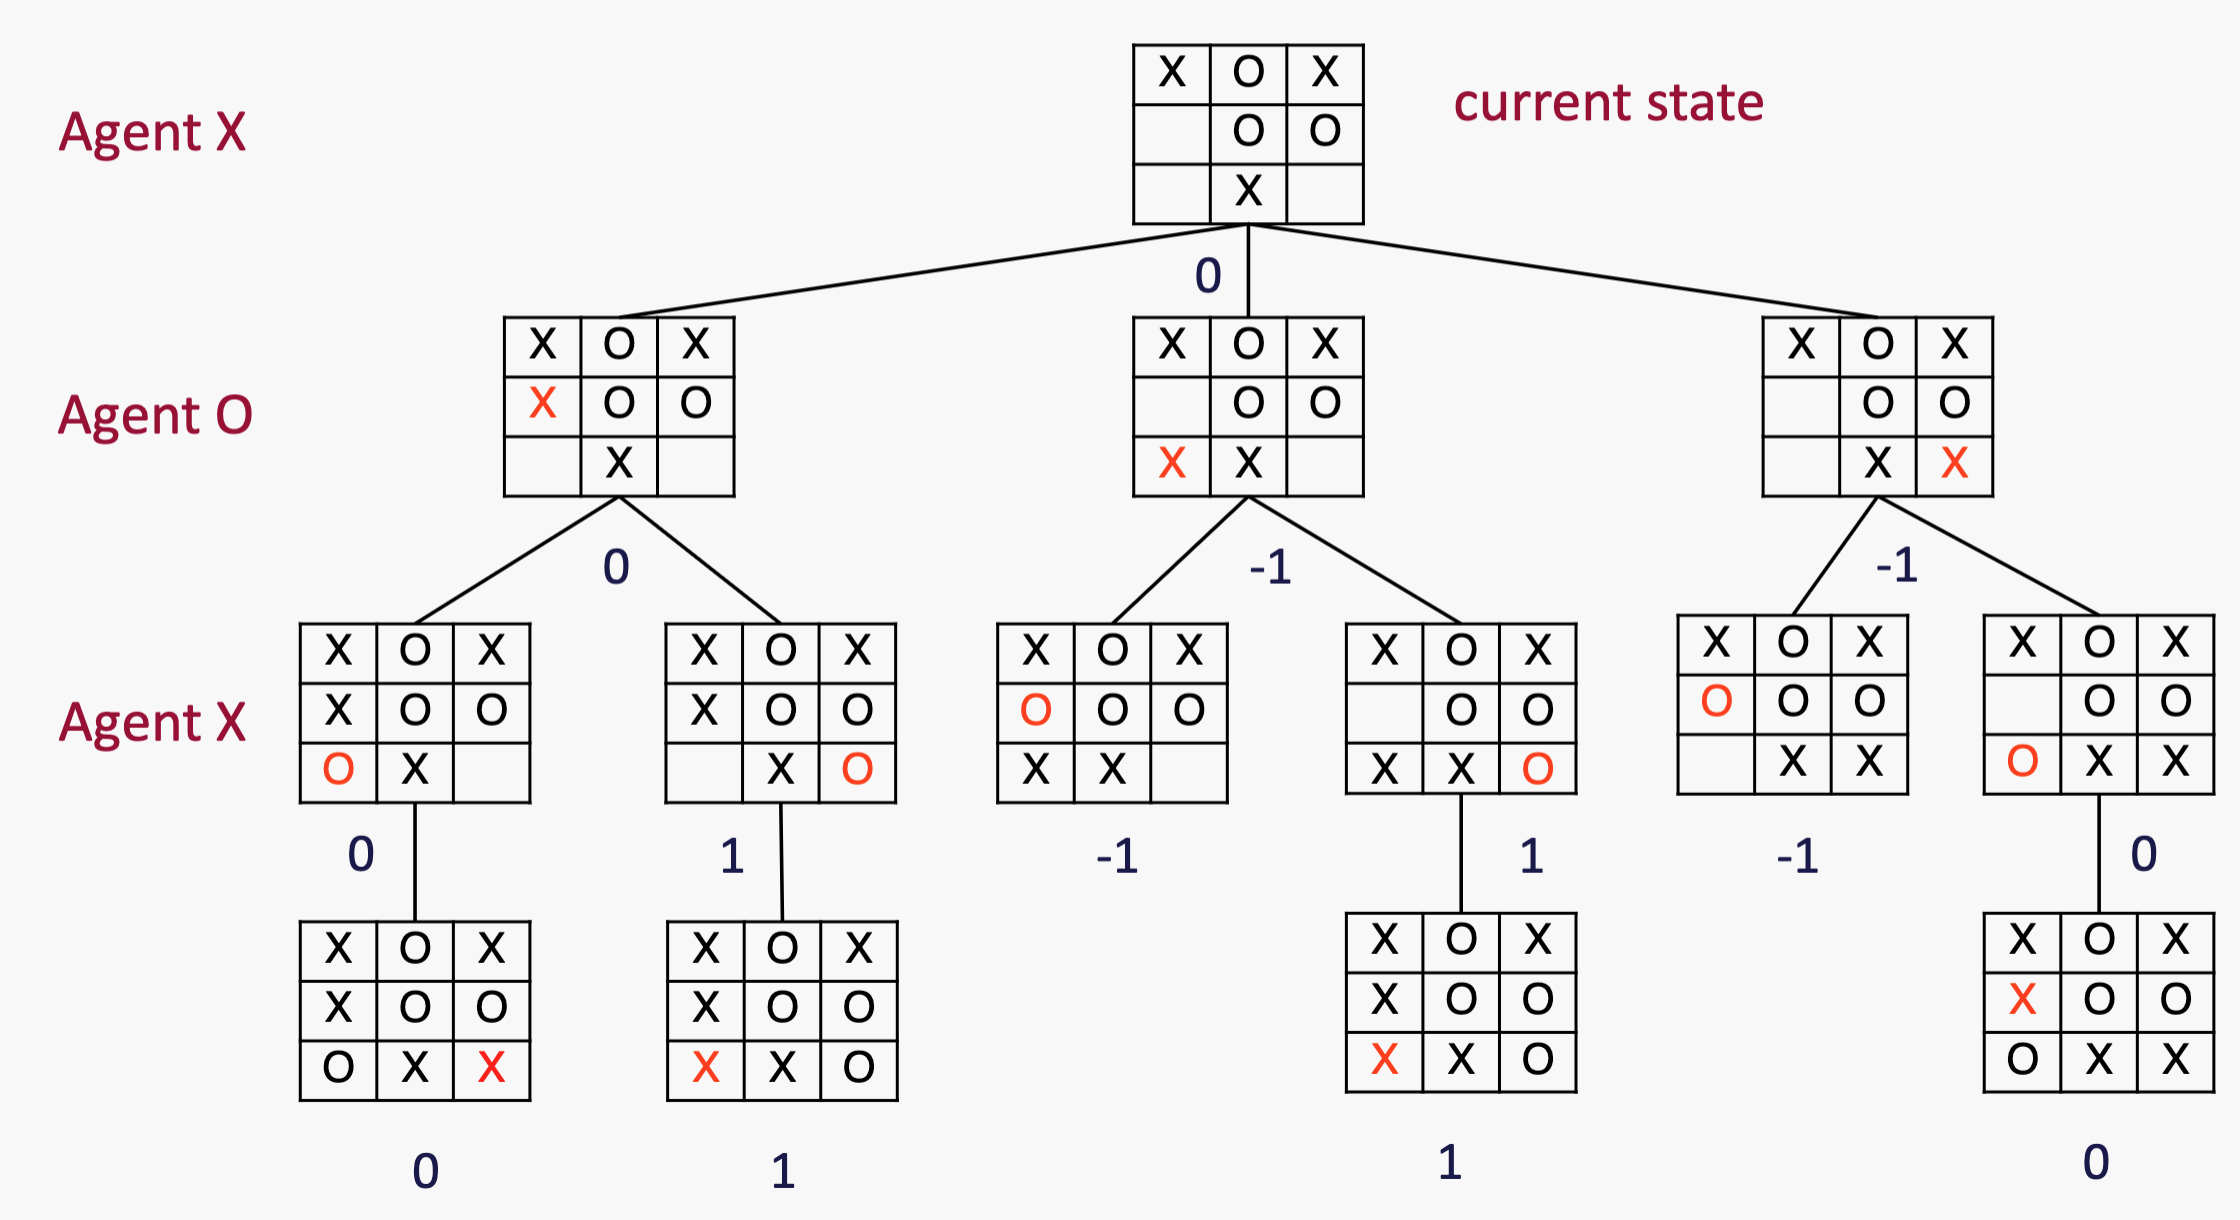 X O X
current state
Agent X
O O
X
0
X O X
X O X
X O X
Agent O
X O O
O O
O O
X
X X
X X
0
-1
-1
X O X
X O X
X O X
X O X
X O X
X O X
Agent X
X O O
X O O
O O O
O O
O O O
O O
O X
X O
X X
X X O
X X
O X X
0
1
-1
1
-1
0
X O X
X O X
X O X
X O X
X O O
X O O
X O O
X O O
O X X
X X O
X X O
O X X
0
1
1
0